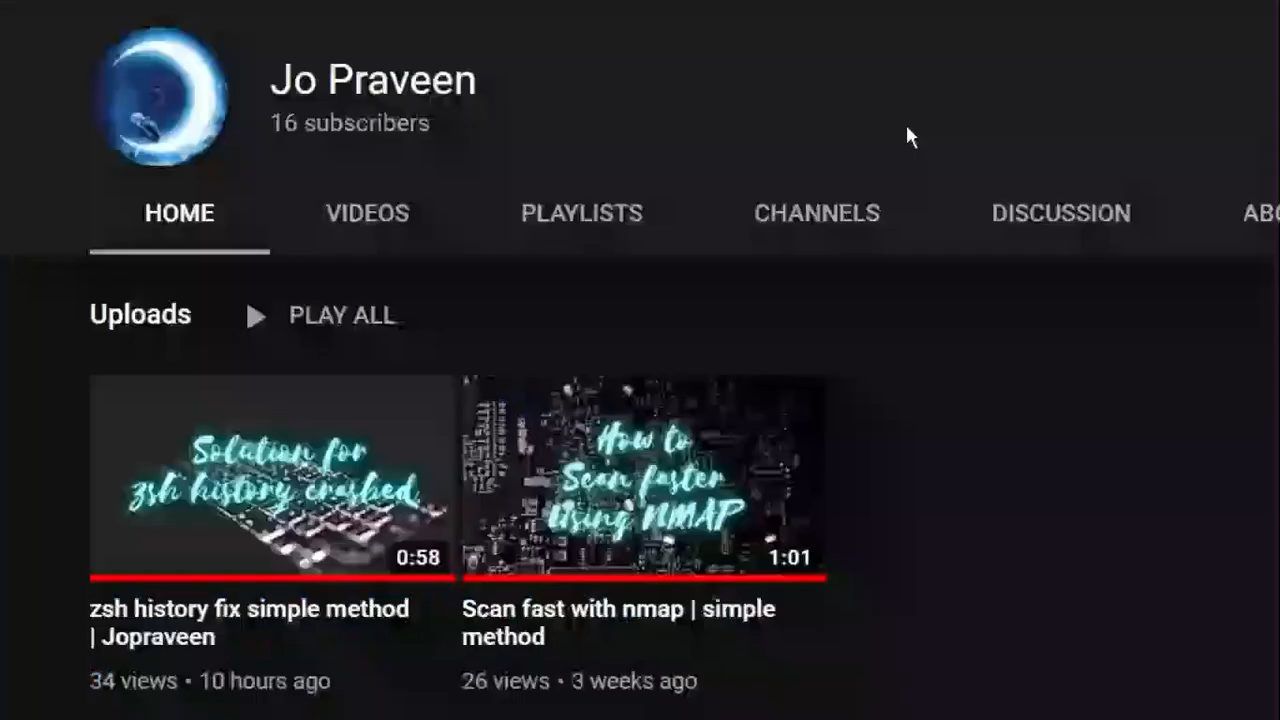 Jo Praveen
16 subscribers
HOME VIDEOS PLAYLISTS CHANNELS DISCUSSION ABO
Uploads PLAY ALL
Solution for
zsh history crashed
0:58
How to
Scan faster
Using NMAP
1:01
zsh history fix simple method
| Jopraveen
34 views • 10 hours ago
Scan fast with nmap | simple
method
26 views • 3 weeks ago